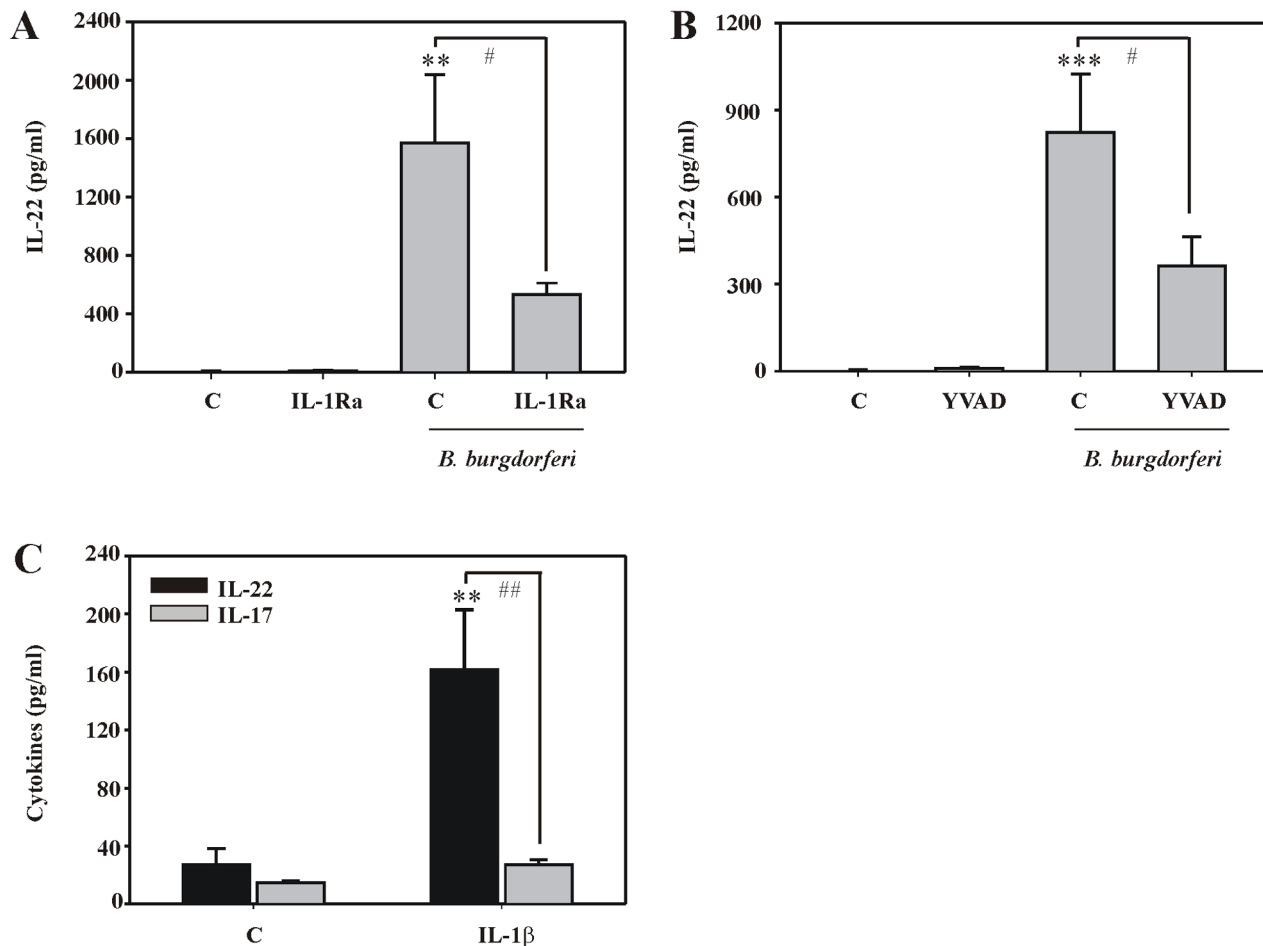 A
2400
2000
1600
1200
800
400
0
IL-22 (pg/ml)
**
#
C IL-1Ra C IL-1Ra
B. burgdorferi
B
1200
900
600
300
0
IL-22 (pg/ml)
***
#
C YVAD C YVAD
B. burgdorferi
C
240
200
160
120
80
40
0
Cytokines (pg/ml)
IL-22
IL-17
**
##
C IL-1β